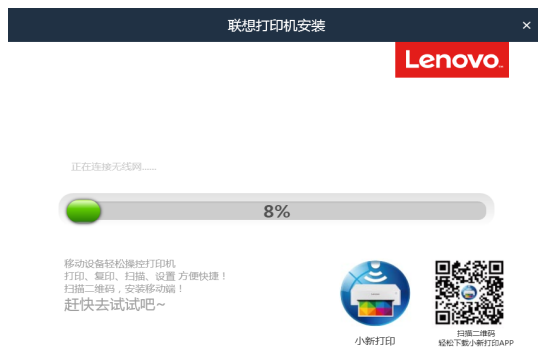 联想打印机安装
×
Lenovo
正在连接无线网......
8%
移动设备轻松操控打印机
打印、复印、扫描、设置 方便快捷！
扫描二维码，安装移动端！
赶快去试试吧~
小新打印
扫描二维码
轻松下载小新打印APP